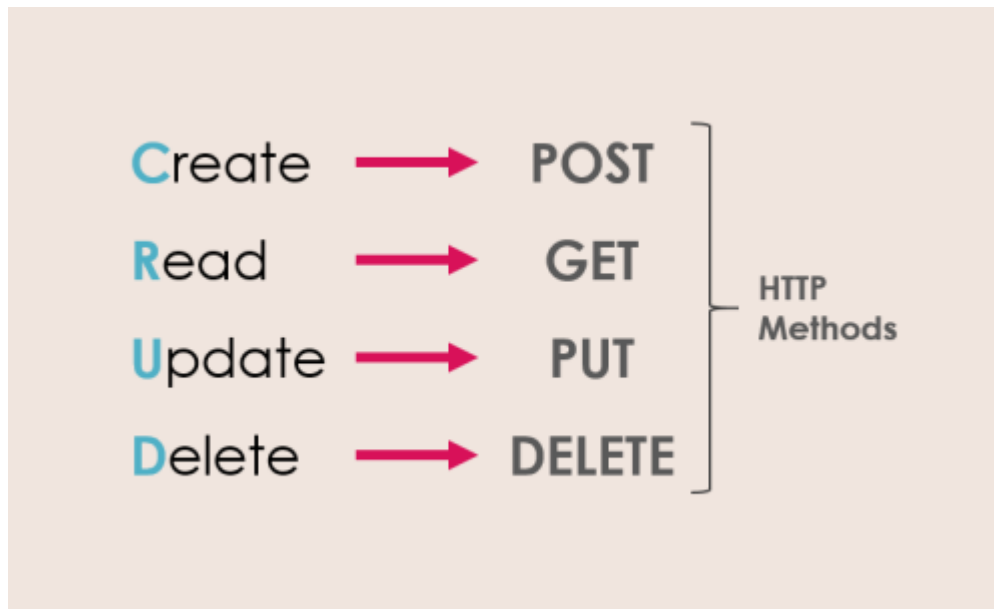 Create POST
Read GET
Update PUT
Delete DELETE
HTTP
Methods